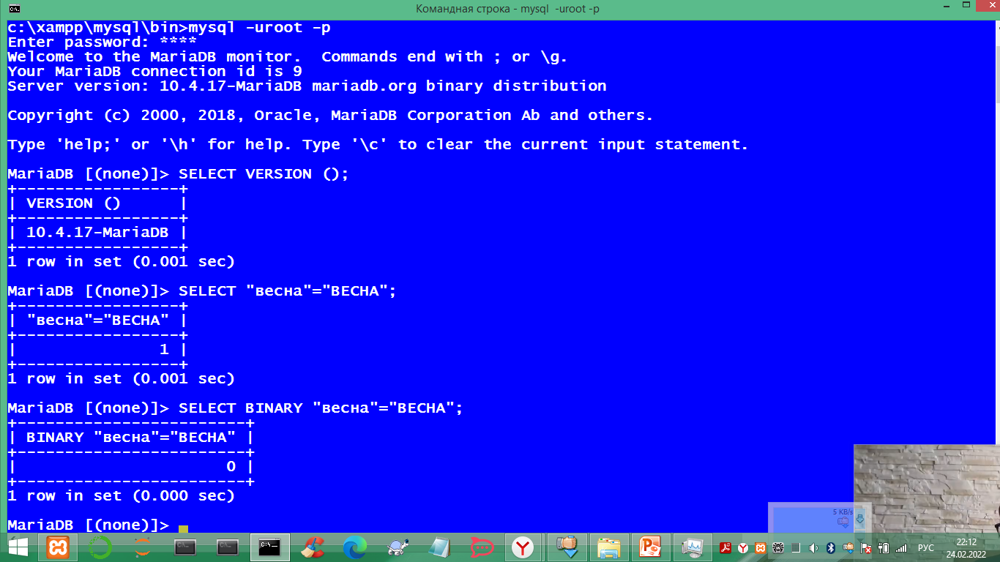 Командная строка - mysql -uroot -p
c:\xampp\mysql\bin>mysql -uroot -p
Enter password: ****
Welcome to the MariaDB monitor.  Commands end with ; or \g.
Your MariaDB connection id is 9
Server version: 10.4.17-MariaDB mariadb.org binary distribution
Copyright (c) 2000, 2018, Oracle, MariaDB Corporation Ab and others.
Type 'help;' or '\h' for help. Type '\c' to clear the current input statement.
MariaDB [(none)]> SELECT VERSION ();
+-----------------+
| VERSION ()      |
+-----------------+
| 10.4.17-MariaDB |
+-----------------+
1 row in set (0.001 sec)
MariaDB [(none)]> SELECT "весна"="ВЕСНА";
+-----------------+
| "весна"="ВЕСНА" |
+-----------------+
|               1 |
+-----------------+
1 row in set (0.001 sec)
MariaDB [(none)]> SELECT BINARY "весна"="ВЕСНА";
+------------------------+
| BINARY "весна"="ВЕСНА" |
+------------------------+
|                      0 |
+------------------------+
1 row in set (0.000 sec)
MariaDB [(none)]>
5 KB/s
РУС
22:12
24.02.2022